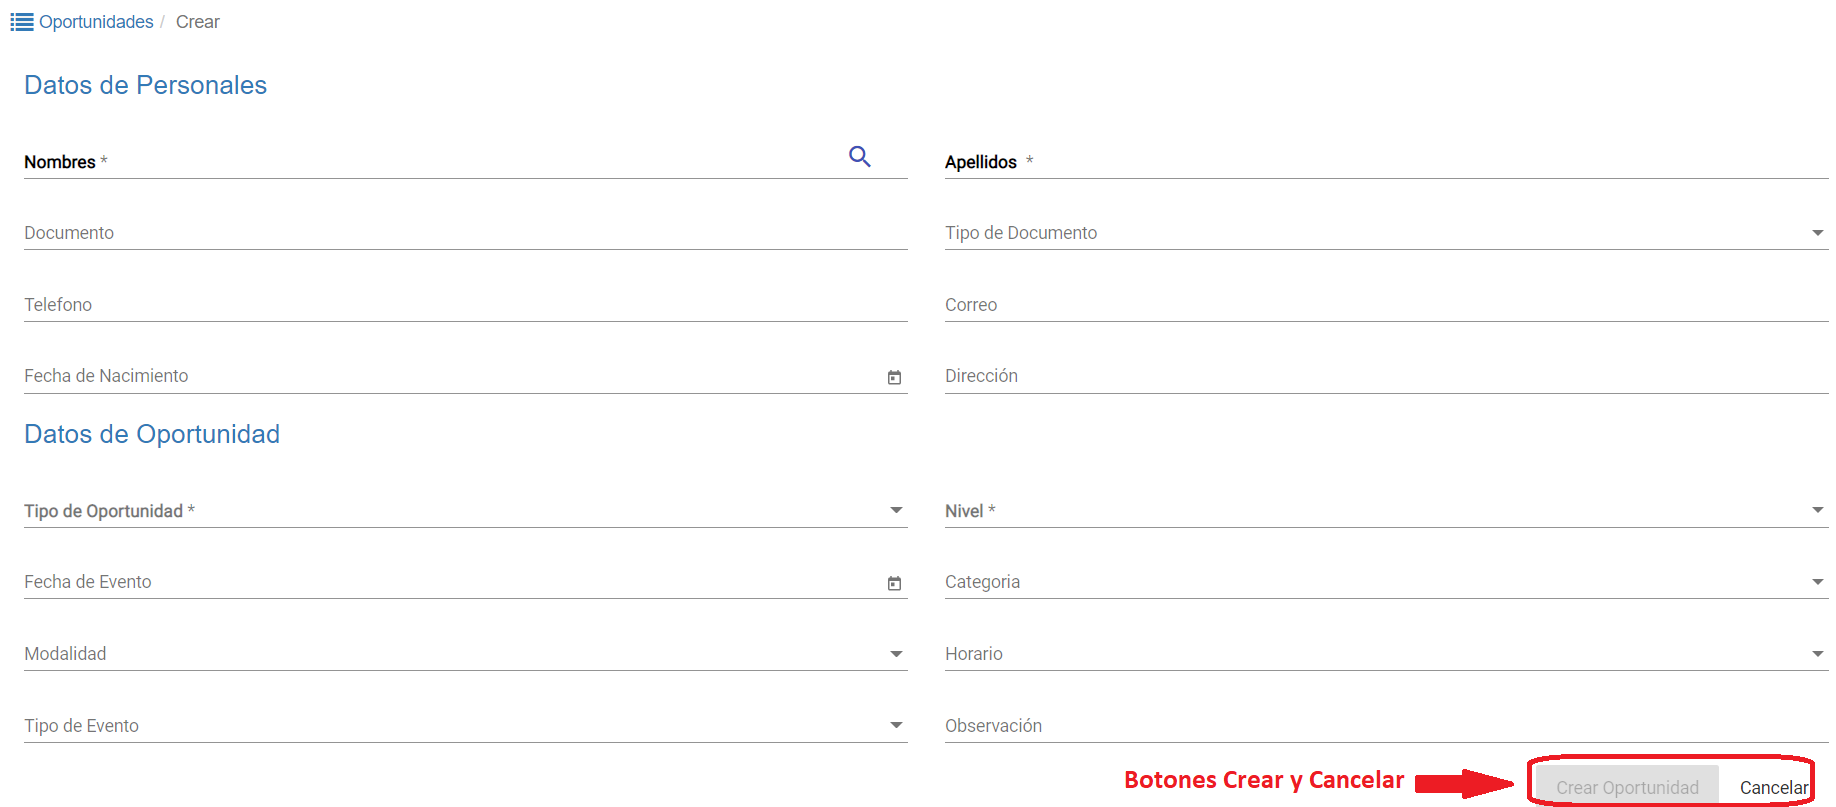 Oportunidades / Crear
Datos de Personales
Nombres *
Apellidos *
Documento
Tipo de Documento
Telefono
Correo
Fecha de Nacimiento
Dirección
Datos de Oportunidad
Tipo de Oportunidad *
Nivel *
Fecha de Evento
Categoria
Modalidad
Horario
Tipo de Evento
Observación
Botones Crear y Cancelar
Crear Oportunidad
Cancelar